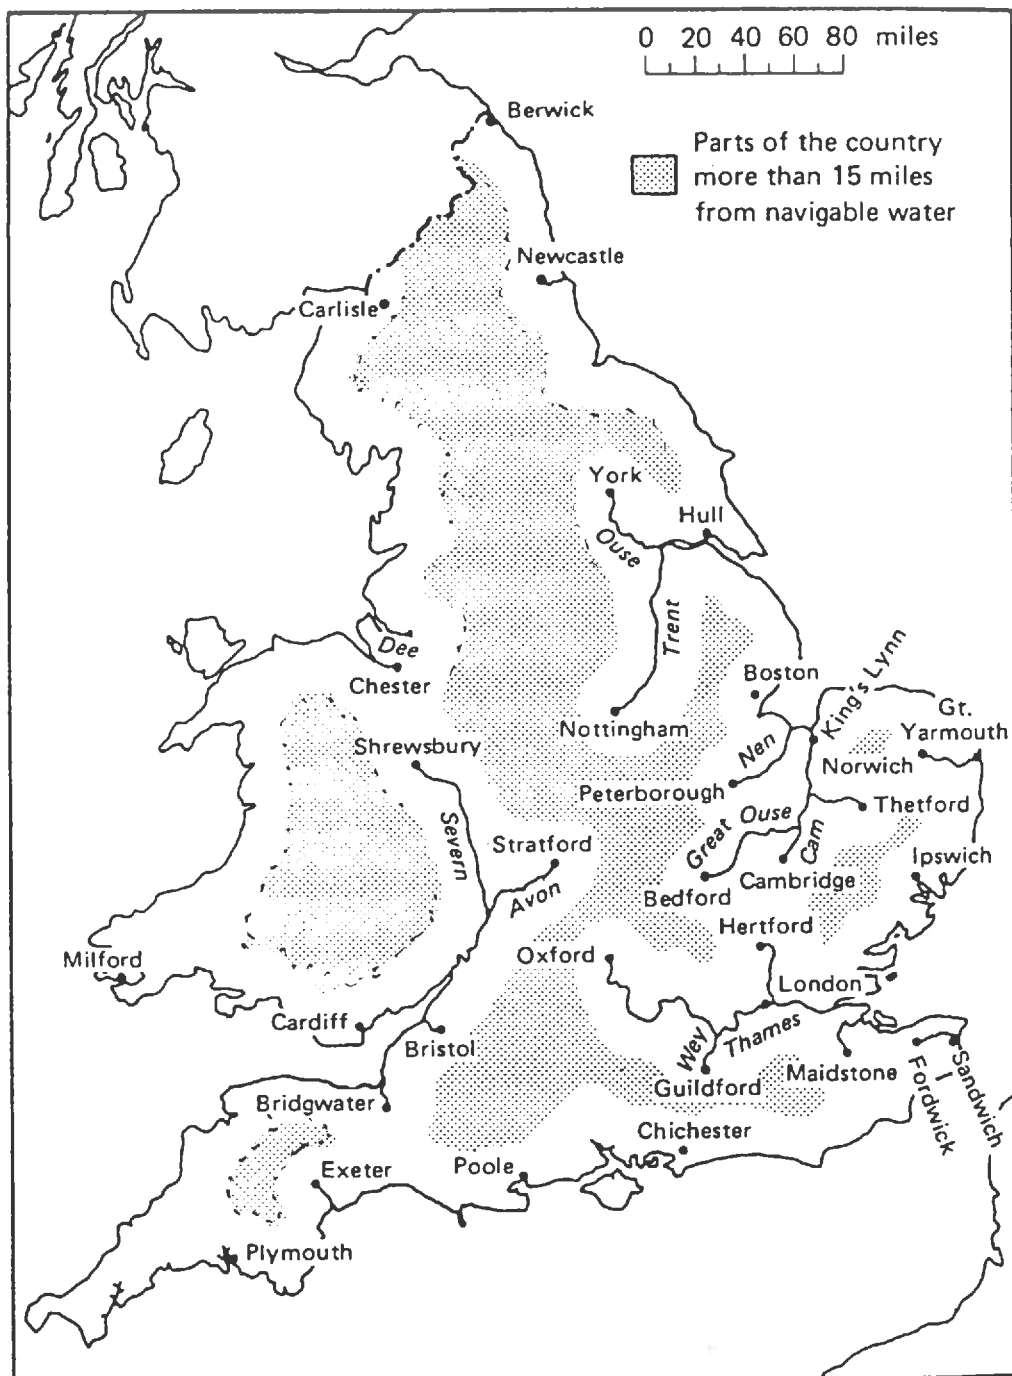 0 20 40 60 80 miles
Berwick
Parts of the country
more than 15 miles
from navigable water
Newcastle
Carlisle
York
Hull
Ouse
Trent
Dee
Chester
Boston
King's Lynn
Gt.
Yarmouth
Nottingham
Nen
Norwich
Shrewsbury
Peterborough
Thetford
Great Ouse
Cam
Severn
Stratford
Avon
Bedford
Cambridge
Ipswich
Hertford
Oxford
London
Milford
Cardiff
Bristol
Wey
Thames
Guildford
Maidstone
Fordwick
Sandwich
Bridgwater
Chichester
Exeter
Poole
Plymouth